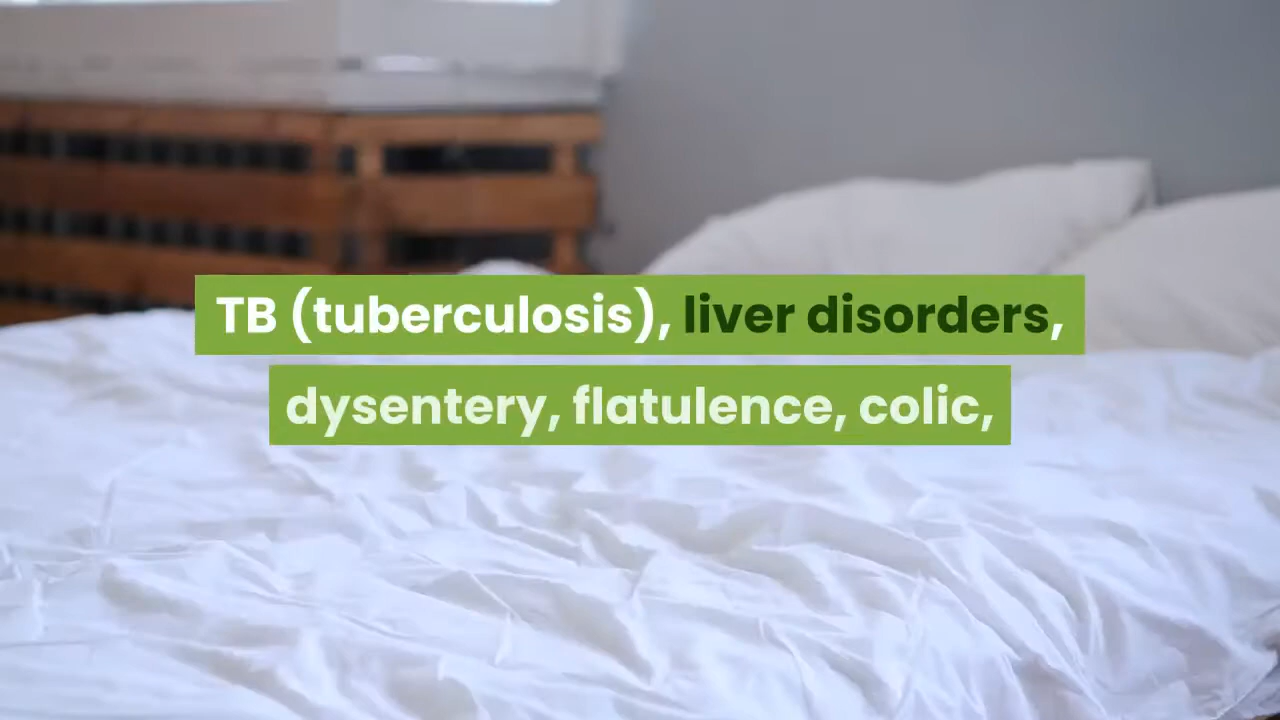 TB (tuberculosis), liver disorders,
dysentery, flatulence, colic,